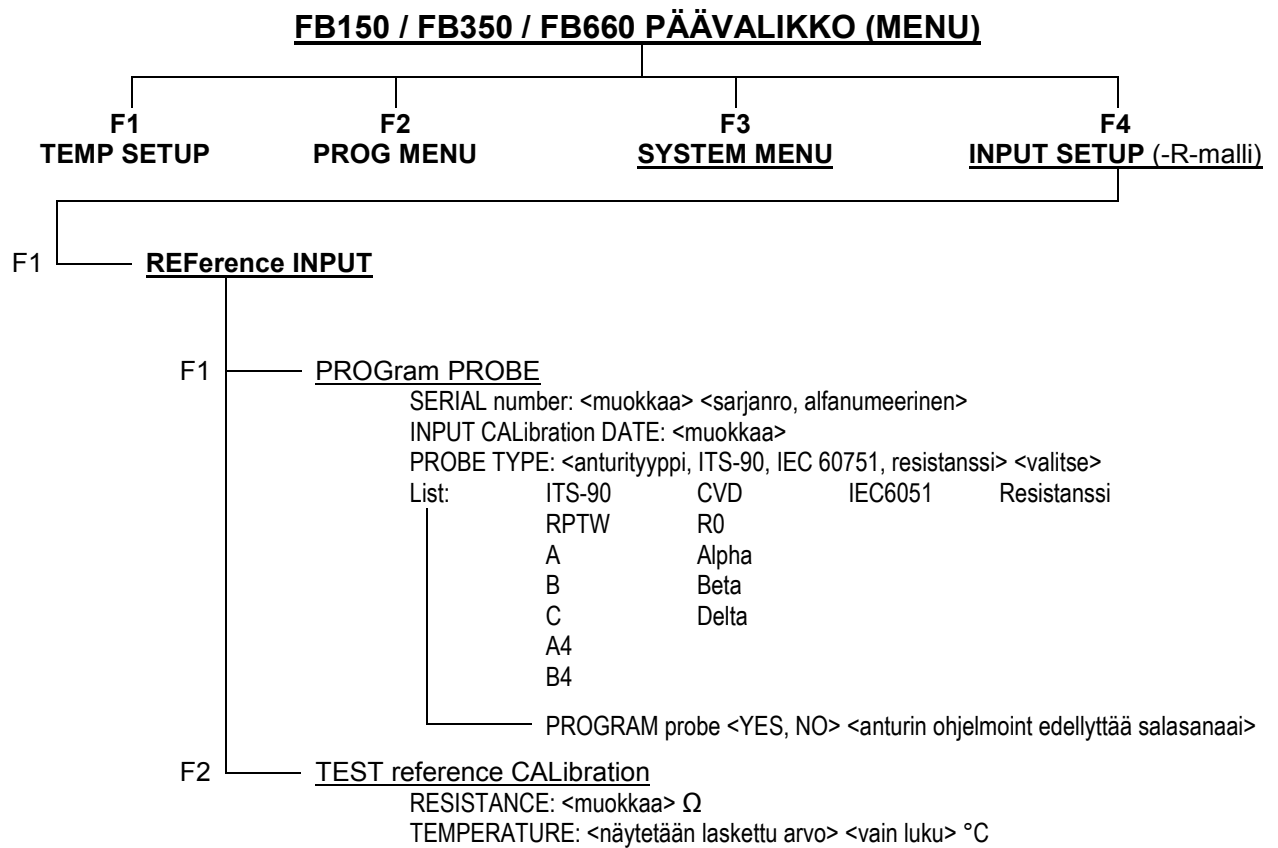 FB150 / FB350 / FB660 PÄÄVALIKKO (MENU)
F1 F2 F3 F4
TEMP SETUP PROG MENU SYSTEM MENU INPUT SETUP (-R-malli)
F1 REFerence INPUT
F1 PROGram PROBE
SERIAL number: <muokkaa> <sarjanro, alfanumeerinen>
INPUT CALibration DATE: <muokkaa>
PROBE TYPE: <anturityyppi, ITS-90, IEC 60751, resistanssi> <valitse>
List: ITS-90 CVD IEC6051 Resistanssi
RPTW R0
A Alpha
B Beta
C Delta
A4
B4
PROGRAM probe <YES, NO> <anturin ohjelmoint edellyttää salasanaai>
F2 TEST reference CALibration
RESISTANCE: <muokkaa> Ω
TEMPERATURE: <näytetään laskettu arvo> <vain luku> °C